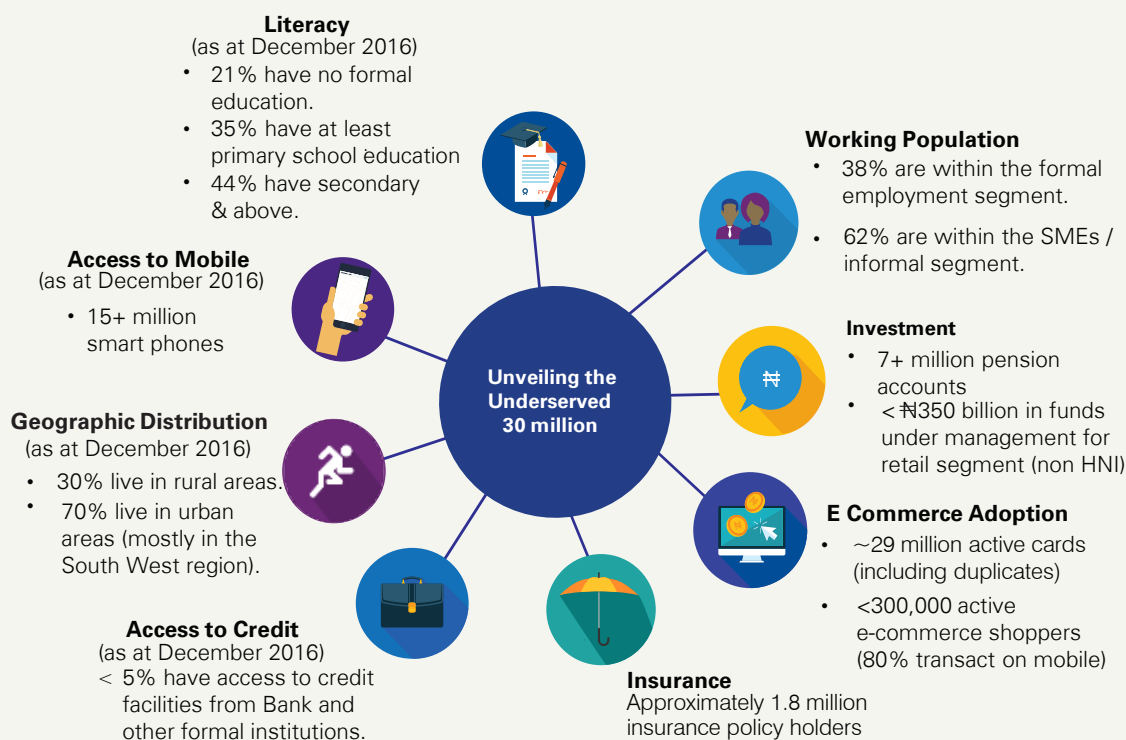 Literacy
(as at December 2016)
• 21% have no formal
education.
• 35% have at least
primary school education
• 44% have secondary
& above.
Working Population
• 38% are within the formal
employment segment.
• 62% are within the SMEs /
informal segment.
Access to Mobile
(as at December 2016)
• 15+ million
smart phones
Investment
• 7+ million pension
accounts
• < ₦350 billion in funds
under management for
retail segment (non HNI)
₦
Unveiling the
Underserved
30 million
Geographic Distribution
(as at December 2016)
• 30% live in rural areas.
• 70% live in urban
areas (mostly in the
South West region).
E Commerce Adoption
• ~29 million active cards
(including duplicates)
• <300,000 active
e-commerce shoppers
(80% transact on mobile)
Access to Credit
(as at December 2016)
< 5% have access to credit
facilities from Bank and
other formal institutions.
Insurance
Approximately 1.8 million
insurance policy holders